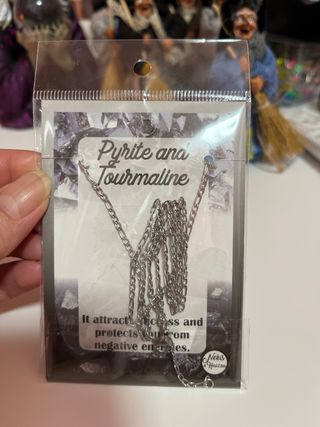 Pyrite and
Tourmaline
It attracts success and
protects you from
negative energies.